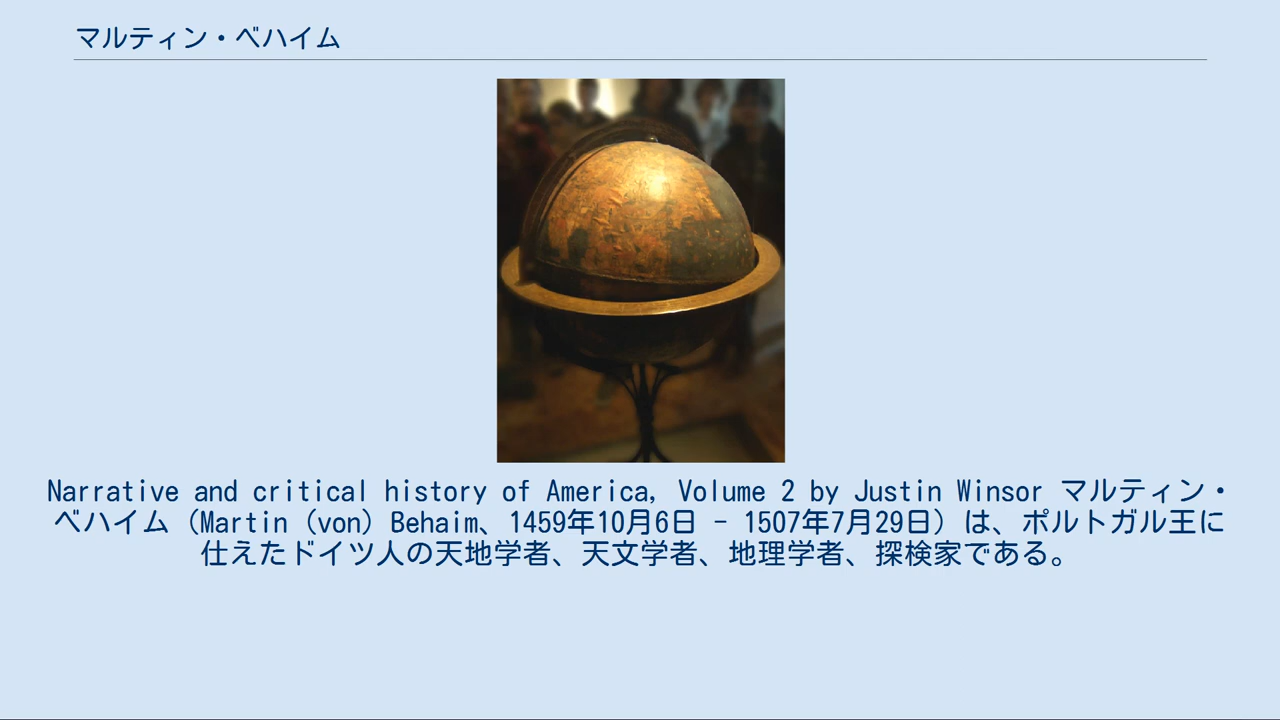 マルティン・ベハイム
Narrative and critical history of America, Volume 2 by Justin Winsor マルティン・
ベハイム（Martin (von) Behaim、1459年10月6日 - 1507年7月29日）は、ポルトガル王に
仕えたドイツ人の天地学者、天文学者、地理学者、探検家である。